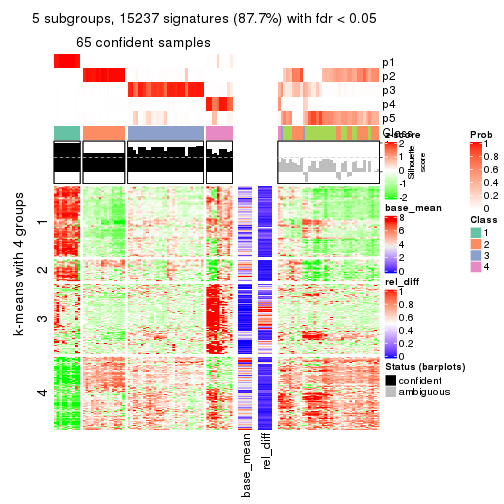 5 subgroups, 15237 signatures (87.7%) with fdr < 0.05
65 confident samples
p1
p2
p3
p4
p5
Class
z-score
2
1
0
-1
-2
Silhouette
score
Prob
1
0.8
0.6
0.4
0.2
0
base_mean
8
6
4
2
0
Class
1
2
3
4
rel_diff
1
0.8
0.6
0.4
0.2
0
Status (barplots)
confident
ambiguous
k-means with 4 groups
1
2
3
4
base_mean
rel_diff